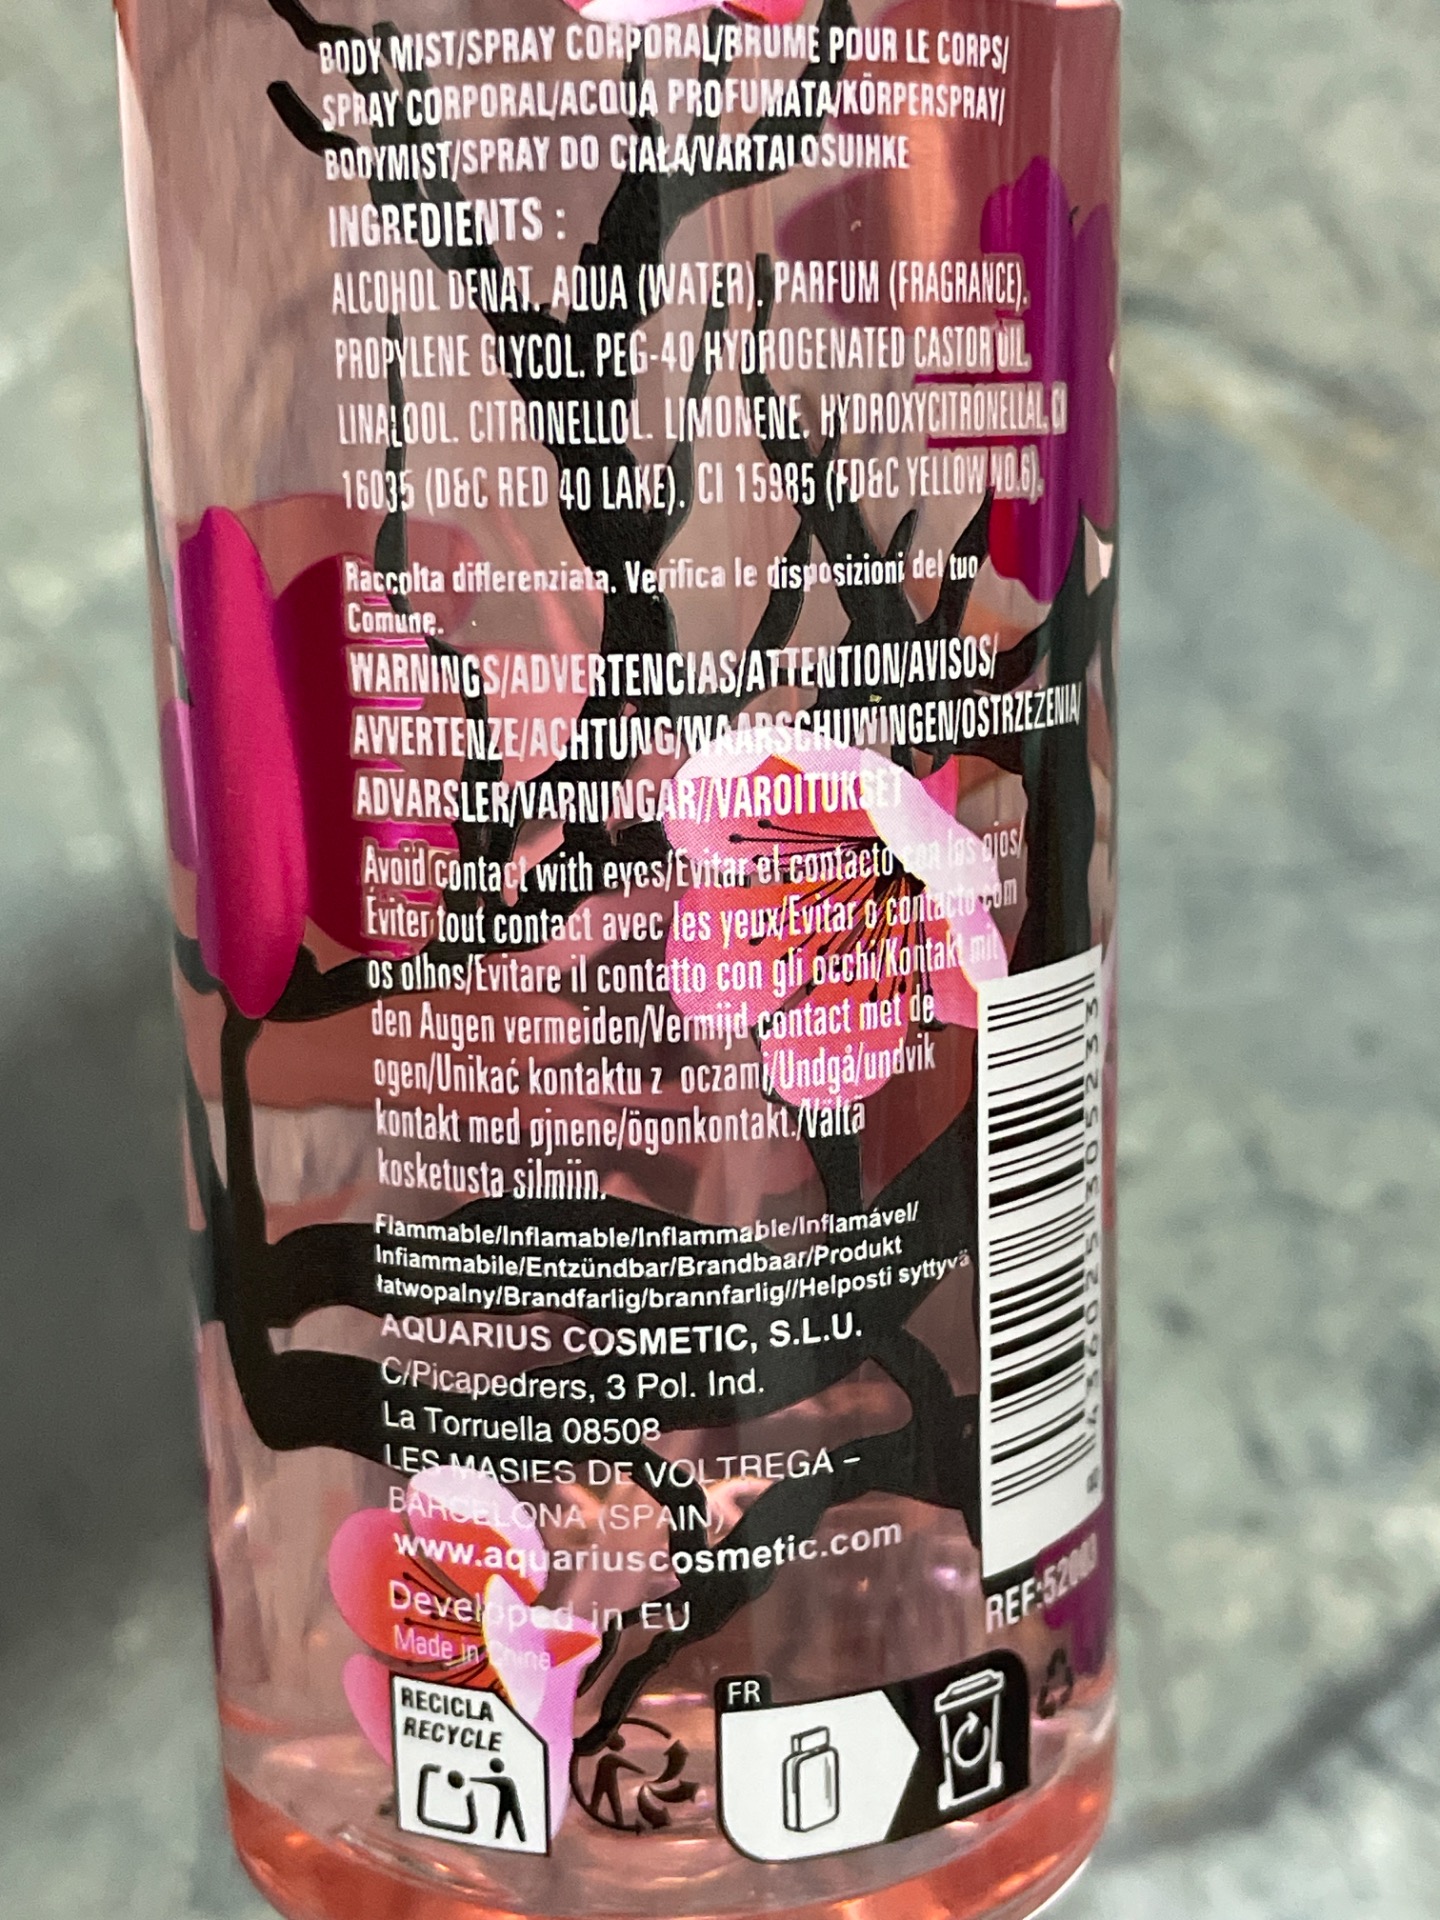 BODY MIST/SPRAY CORPORAL/BRUME POUR LE CORPS/
SPRAY CORPORAL/ACQUA PROFUMATA/KÖRPERSPRAY/
BODYMIST/SPRAY DO CIAŁA/VARTALOSUIHKE
INGREDIENTS :
ALCOHOL DENAT. AQUA (WATER). PARFUM (FRAGRANCE).
PROPYLENE GLYCOL. PEG-40 HYDROGENATED CASTOR OIL.
LINALOOL. CITRONELLOL. LIMONENE. HYDROXYCITRONELLAL. CI
16035 (D&C RED 40 LAKE). CI 15985 (FD&C YELLOW NO.6).
Raccolta differenziata. Verifica le disposizioni del tuo
Comune.
WARNINGS/ADVERTENCIAS/ATTENTION/AVISOS/
AVVERTENZE/ACHTUNG/WAARSCHUWINGEN/OSTRZEŻENIA/
ADVARSLER/VARNINGAR//VAROITUKSET
Avoid contact with eyes/Evitar el contacto con los ojos/
Éviter tout contact avec les yeux/Evitar o contacto com
os olhos/Evitare il contatto con gli occhi/Kontakt mit
den Augen vermeiden/Vermijd contact met de
ogen/Unikać kontaktu z oczami/Undgå/undvik
kontakt med øjnene/ögonkontakt./Vältä
kosketusta silmiin.
Flammable/Inflamable/Inflammable/Inflamável/
Infiammabile/Entzündbar/Brandbaar/Produkt
łatwopalny/Brandfarlig/brannfarlig//Helposti syttyvä
AQUARIUS COSMETIC, S.L.U.
C/Picapedrers, 3 Pol. Ind.
La Torruella 08508
LES MASIES DE VOLTREGA –
BARCELONA (SPAIN)
www.aquariuscosmetic.com
Developed in EU
Made in China
8 436025 305233
REF:52003
RECICLA
RECYCLE
FR